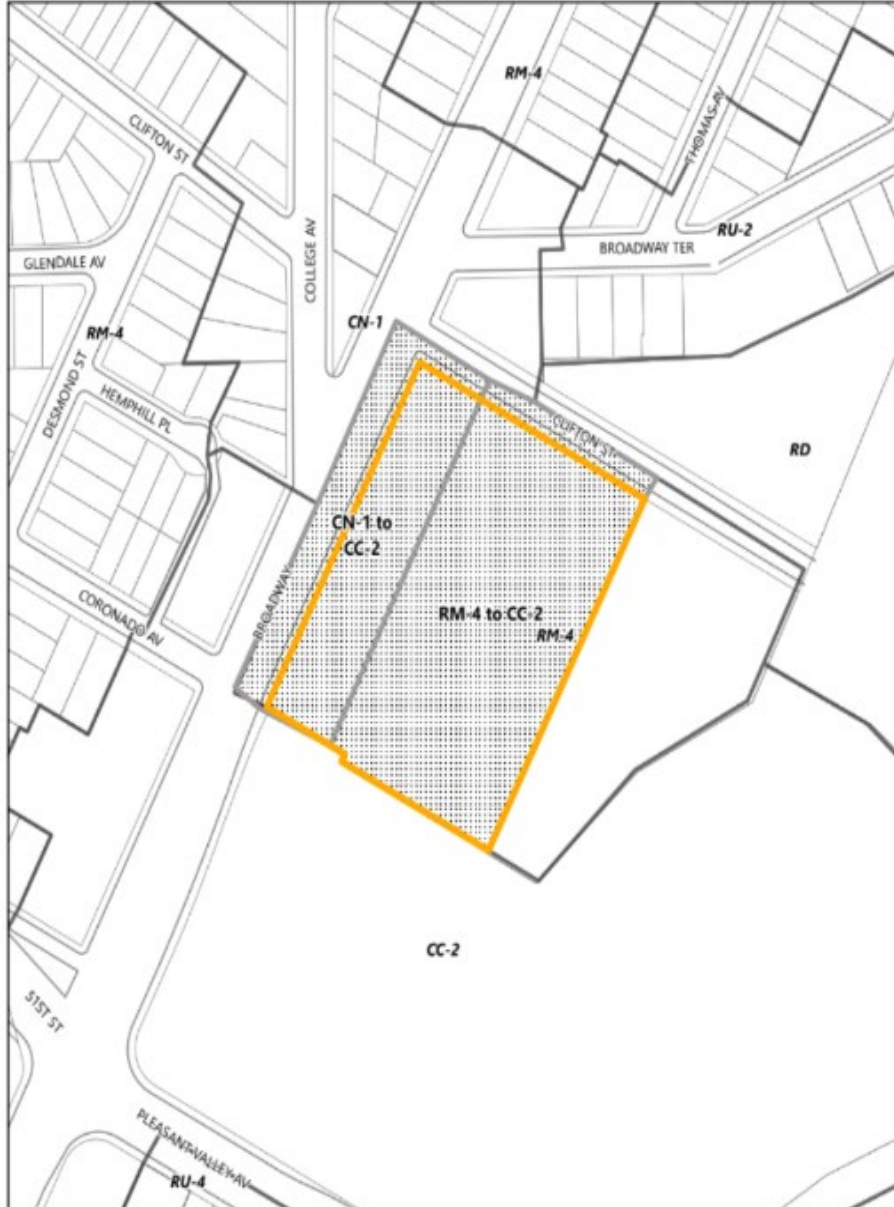 RM-4
THOMAS AV
CLIFTON ST
RU-2
BROADWAY TER
COLLEGE AV
GLENDALE AV
CN-1
RM-4
DESMOND ST
HEMPHILL PL
CLIFTON ST
RD
CN-1 to
CC-2
BROADWAY
CORONADO AV
RM-4 to CC-2
RM-4
CC-2
51ST ST
PLEASANT VALLEY AV
RU-4